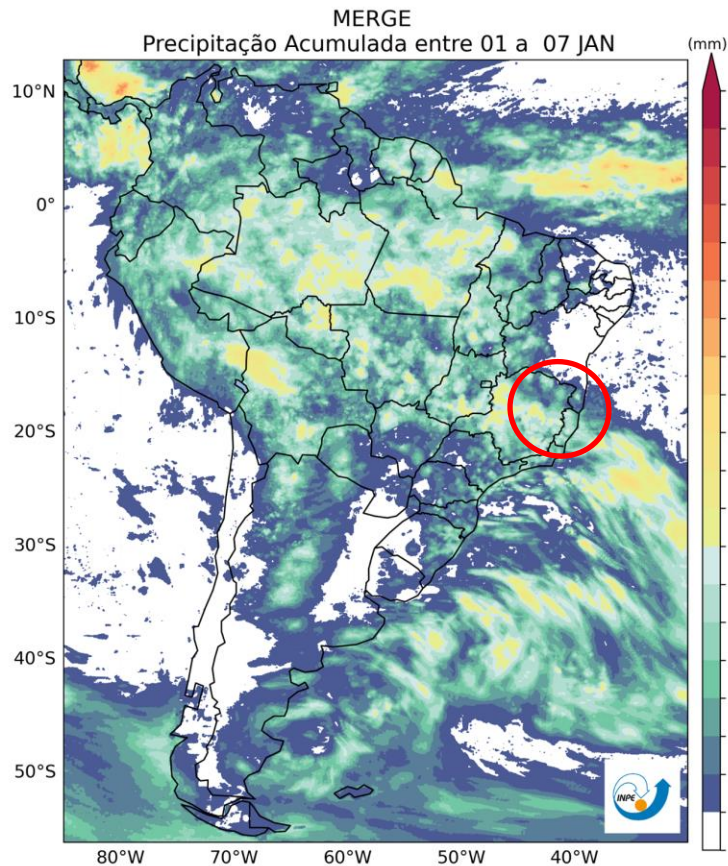 MERGE
Precipitação Acumulada entre 01 a  07 JAN
(mm)
10°N
0°
10°S
20°S
30°S
40°S
50°S
80°W 70°W 60°W 50°W 40°W
INPE